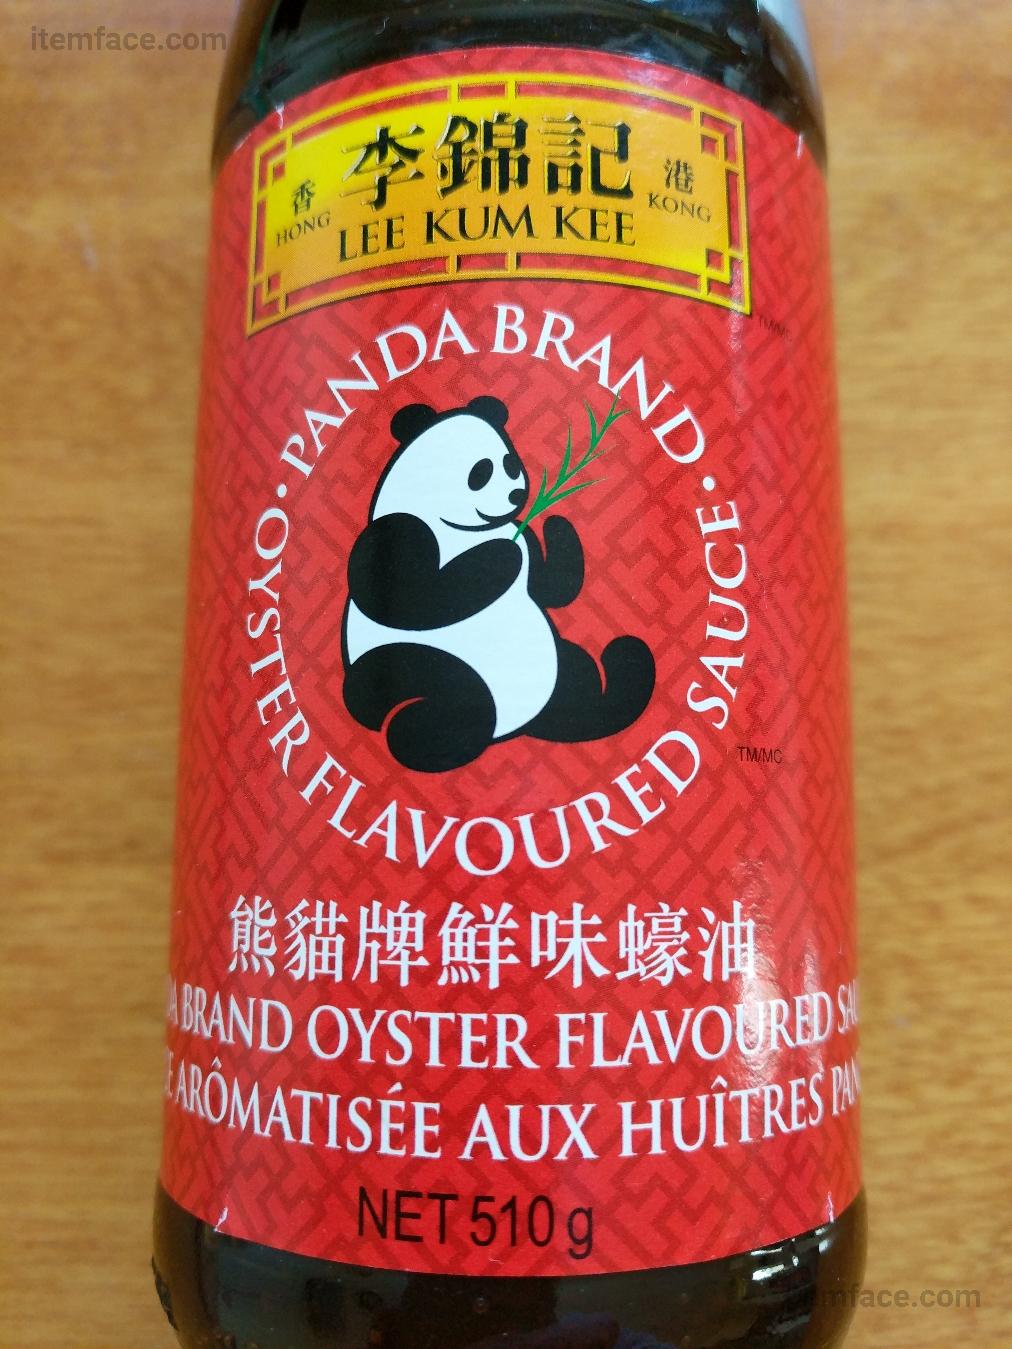 itemface.com
李錦記
香 港
HONG KONG
LEE KUM KEE
TM/MC
· PANDA BRAND ·
OYSTER FLAVOURED SAUCE
TM/MC
熊貓牌鮮味蠔油
BRAND OYSTER FLAVOURED
ARÔMATISÉE AUX HUÎTRES
NET 510 g
itemface.com